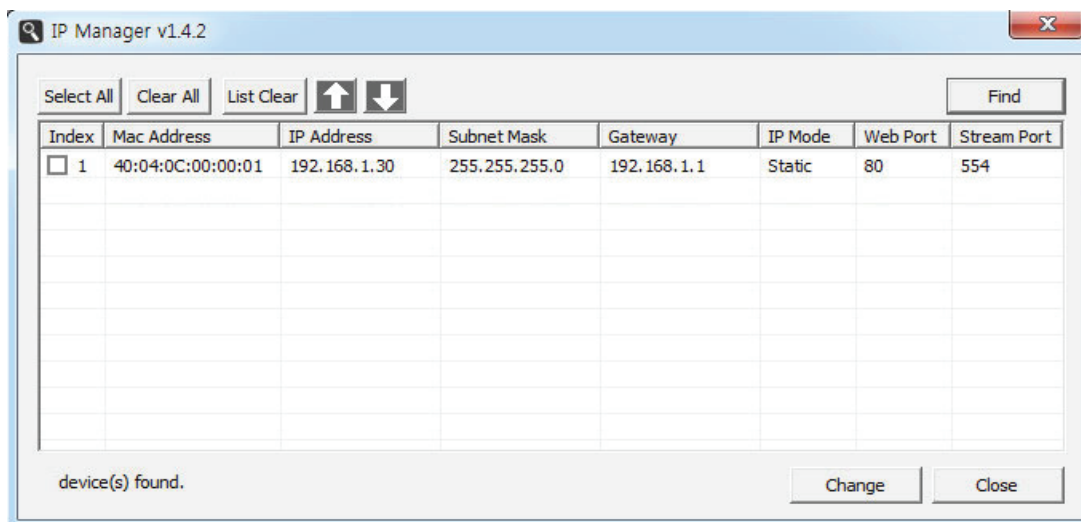 IP Manager v1.4.2
Select All Clear All List Clear Find
Index Mac Address IP Address Subnet Mask Gateway IP Mode Web Port Stream Port
1 40:04:0C:00:00:01 192.168.1.30 255.255.255.0 192.168.1.1 Static 80 554
device(s) found. Change Close